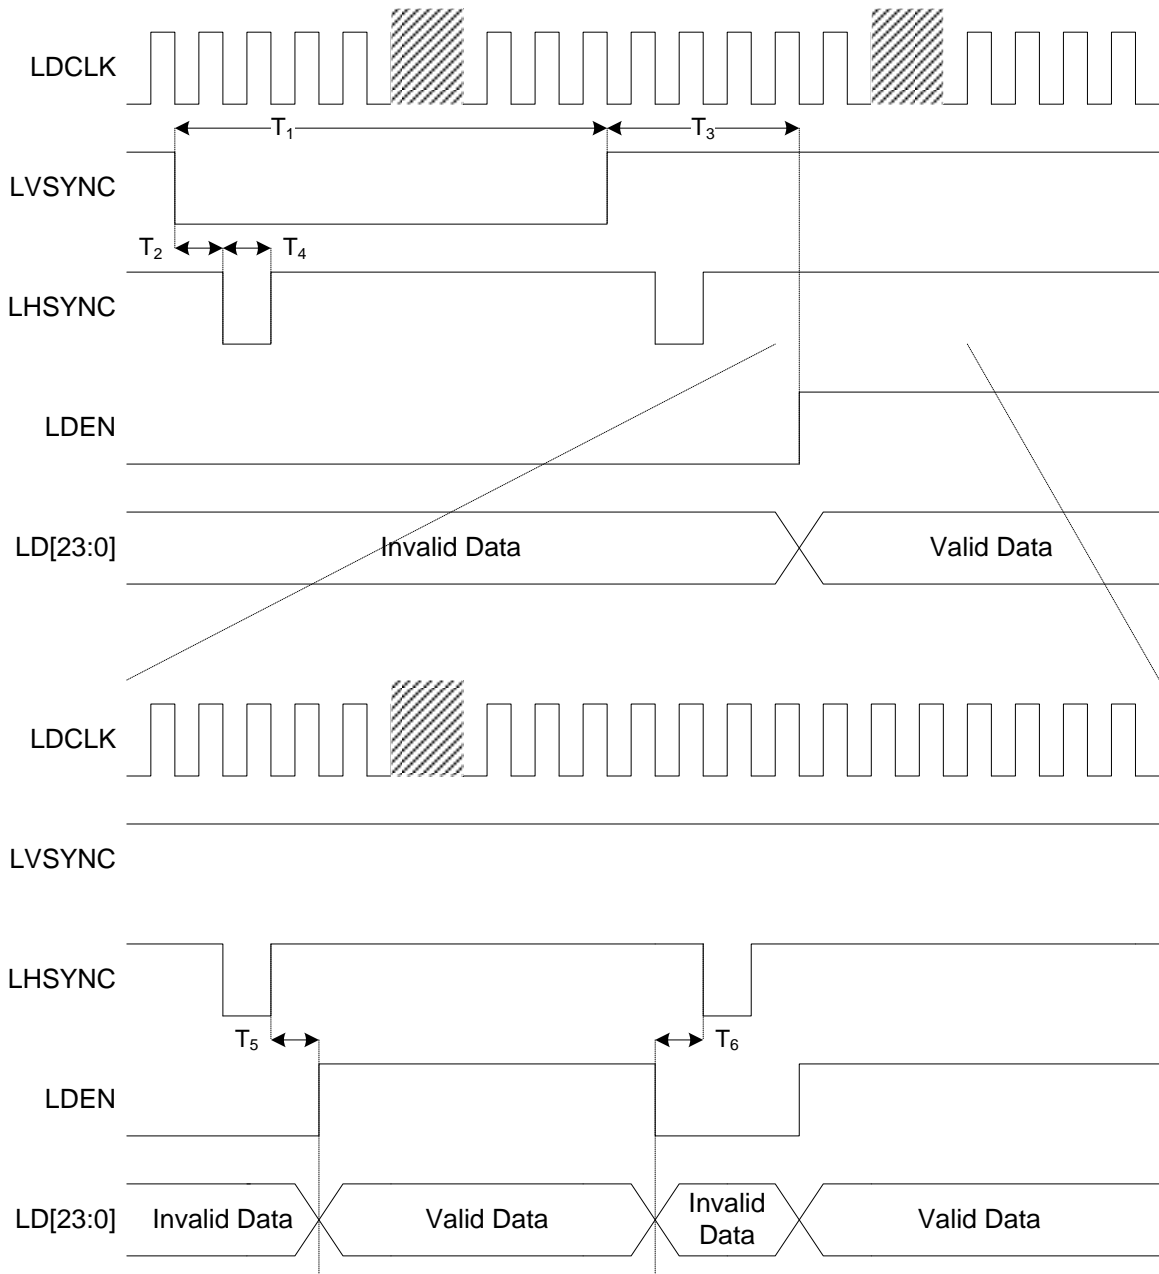 LDCLK
T1
T3
LVSYNC
T2
T4
LHSYNC
LDEN
LD[23:0]
Invalid Data
Valid Data
LDCLK
LVSYNC
LHSYNC
T5
T6
LDEN
LD[23:0]
Invalid Data
Valid Data
Invalid
Data
Valid Data